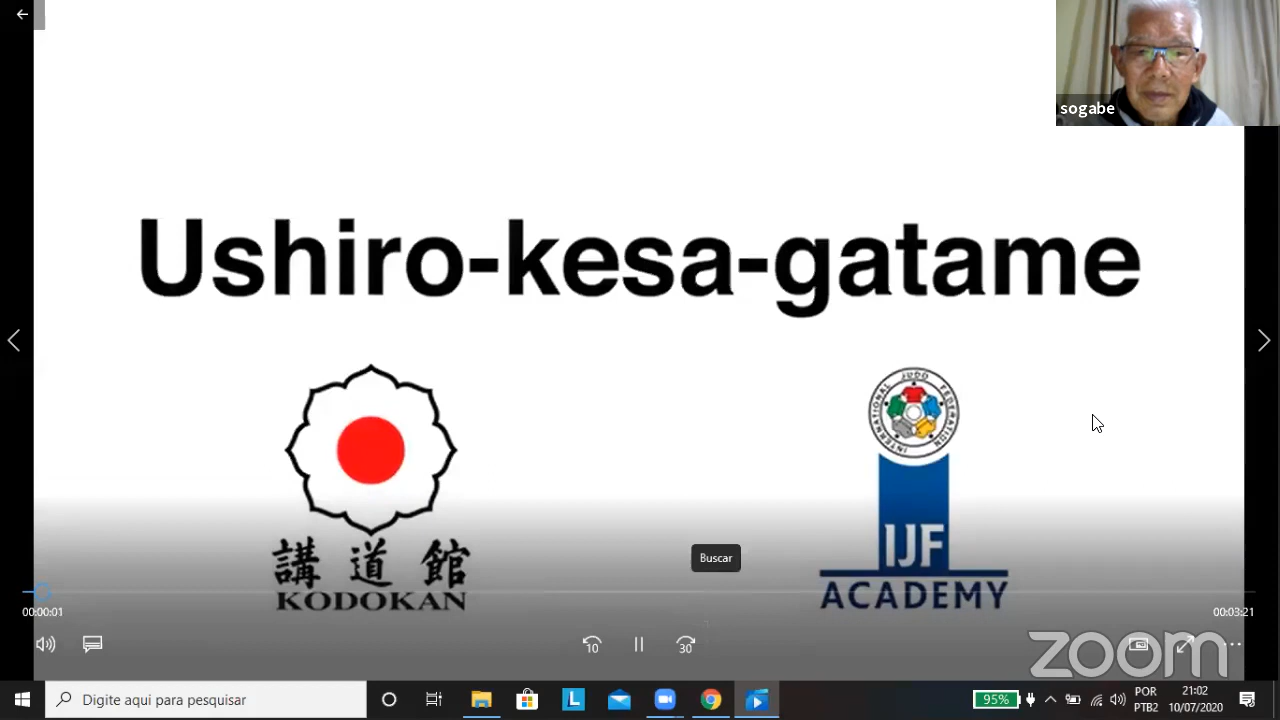 sogabe
Ushiro-kesa-gatame
INTERNATIONAL JUDO FEDERATION
講道館
KODOKAN
IJF
ACADEMY
Buscar
00:00:01
00:03:21
10
30
zoom
Digite aqui para pesquisar
L
95%
POR
PTB2
21:02
10/07/2020